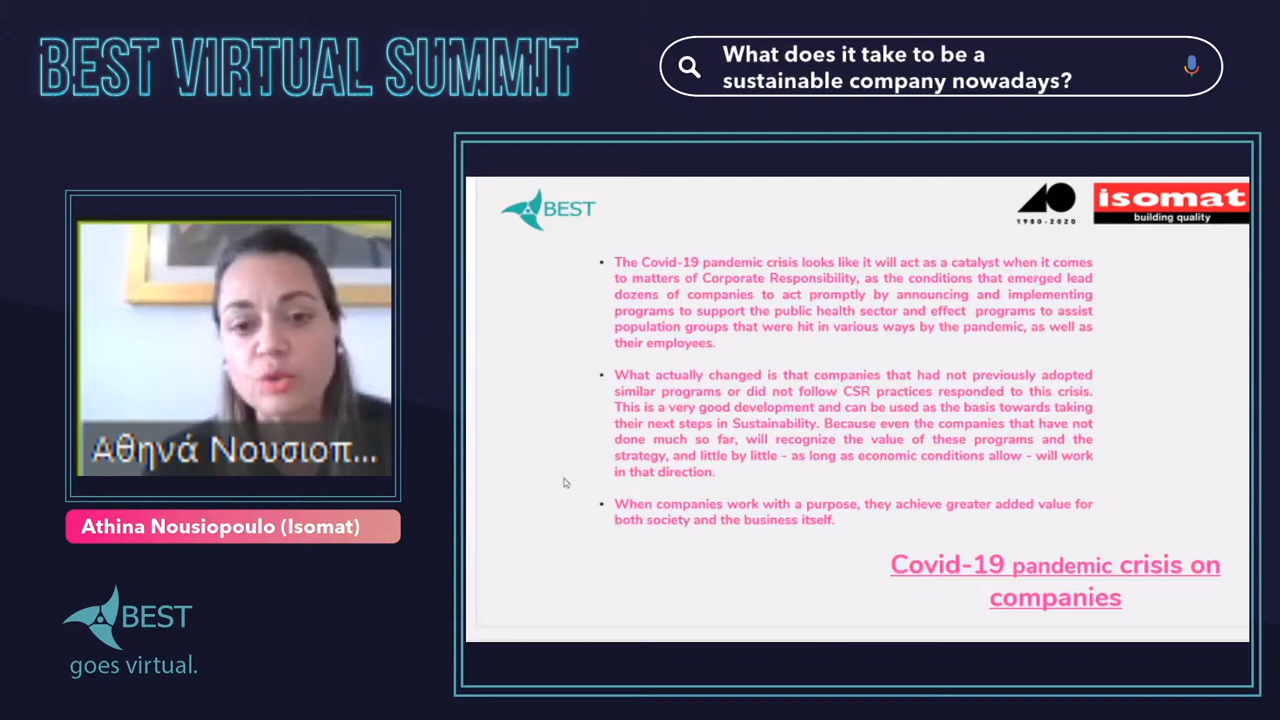 BEST VIRTUAL SUMMIT
What does it take to be a
sustainable company nowadays?
BEST
1980-2020
isomat
building quality
• The Covid-19 pandemic crisis looks like it will act as a catalyst when it comes
to matters of Corporate Responsibility, as the conditions that emerged lead
dozens of companies to act promptly by announcing and implementing
programs to support the public health sector and effect programs to assist
population groups that were hit in various ways by the pandemic, as well as
their employees.
• What actually changed is that companies that had not previously adopted
similar programs or did not follow CSR practices responded to this crisis.
This is a very good development and can be used as the basis towards taking
their next steps in Sustainability. Because even the companies that have not
done much so far, will recognize the value of these programs and the
strategy, and little by little - as long as economic conditions allow - will work
in that direction.
• When companies work with a purpose, they achieve greater added value for
both society and the business itself.
Covid-19 pandemic crisis on
companies
Αθηνά Νουσιοπ...
Athina Nousiopoulo (Isomat)
BEST
goes virtual.